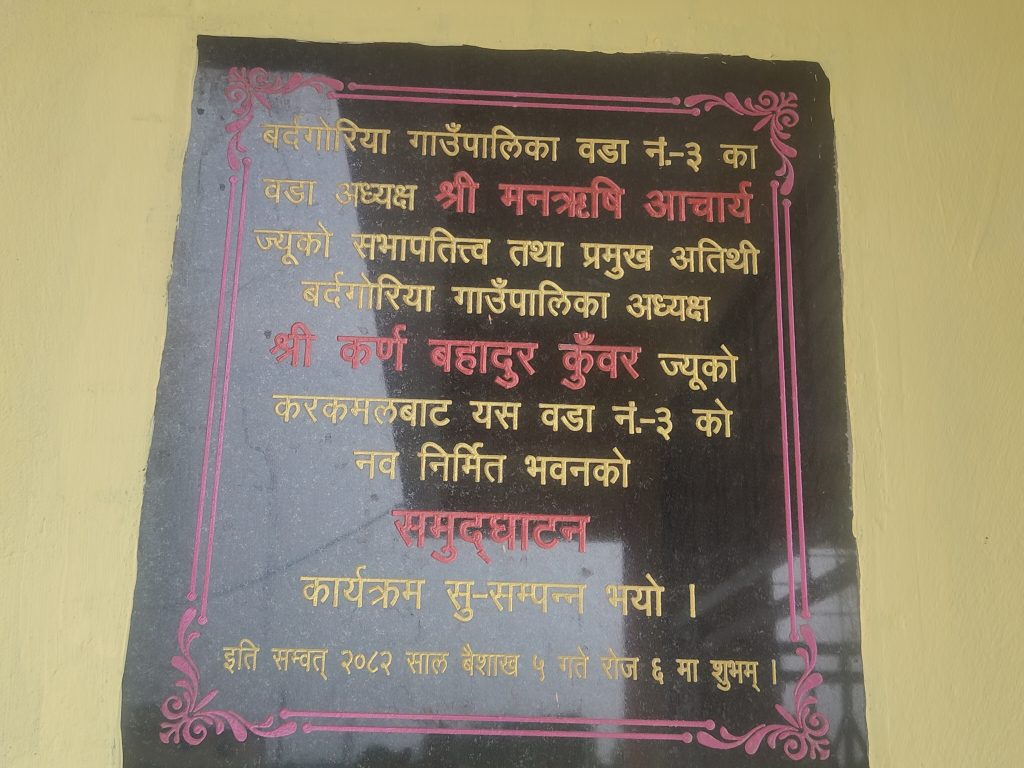 बर्दगोरिया गाउँपालिका वडा नं.-३ का
वडा अध्यक्ष श्री मनऋषि आचार्य
ज्यूको सभापतित्त्व तथा प्रमुख अतिथी
बर्दगोरिया गाउँपालिका अध्यक्ष
श्री कर्ण बहादुर कुँवर ज्यूको
करकमलबाट यस वडा नं.-३ को
नव निर्मित भवनको
समुद्घाटन
कार्यक्रम सु-सम्पन्न भयो ।
इति सम्वत् २०८२ साल बैशाख ५ गते रोज ६ मा शुभम् ।